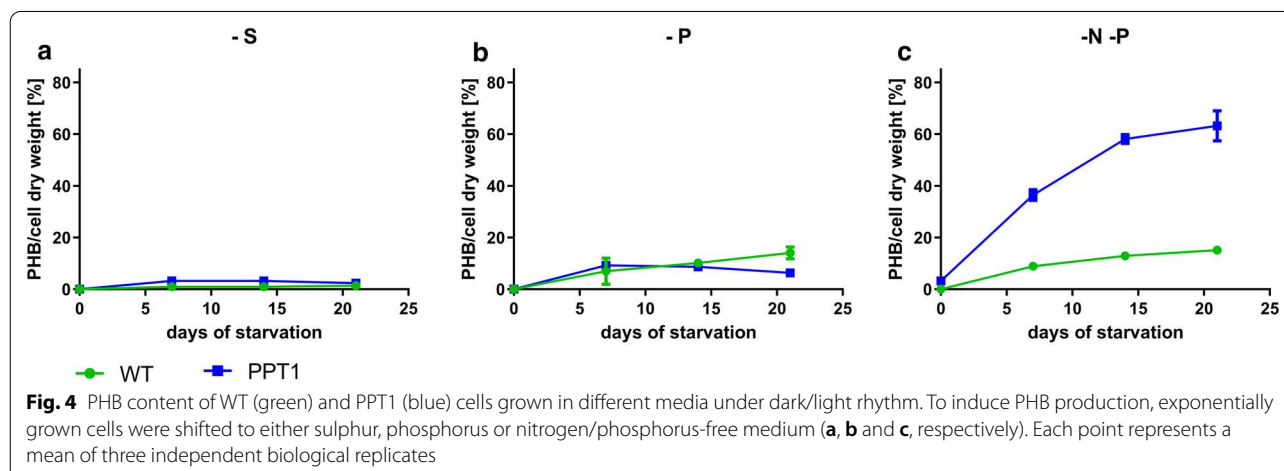 a
- S
b
- P
c
-N -P
PHB/cell dry weight [%]
80
60
40
20
0
0 5 10 15 20 25
days of starvation
PHB/cell dry weight [%]
80
60
40
20
0
0 5 10 15 20 25
days of starvation
PHB/cell dry weight [%]
80
60
40
20
0
0 5 10 15 20 25
days of starvation
WT PPT1
Fig. 4 PHB content of WT (green) and PPT1 (blue) cells grown in different media under dark/light rhythm. To induce PHB production, exponentially
grown cells were shifted to either sulphur, phosphorus or nitrogen/phosphorus-free medium (a, b and c, respectively). Each point represents a
mean of three independent biological replicates